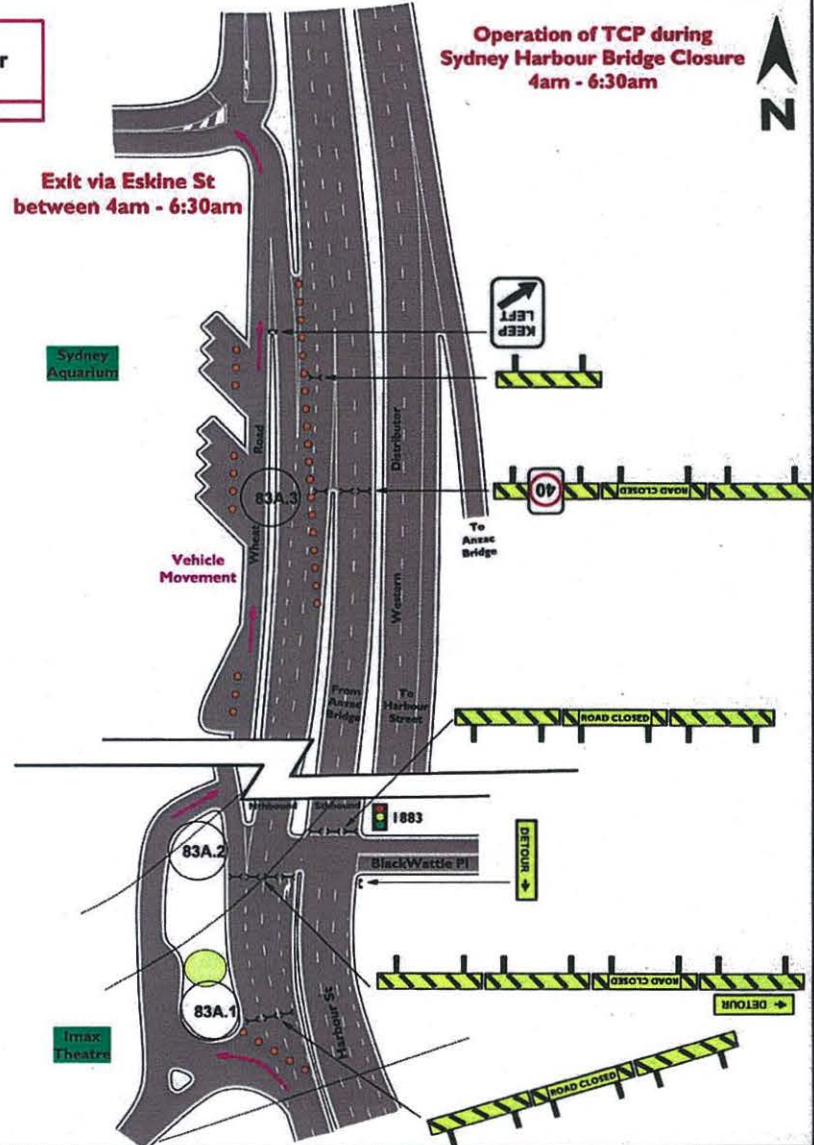 r
Operation of TCP during
Sydney Harbour Bridge Closure
4am - 6:30am
N
Exit via Eskine St
between 4am - 6:30am
KEEP
LEFT
Sydney
Aquarium
Wheat Road
83A.3
Western Distributor
40
ROAD CLOSED
To
Anzac
Bridge
Vehicle
Movement
From
Anzac
Bridge
To
Harbour
Street
ROAD CLOSED
Nthbound
Sthbound
1883
83A.2
BlackWattle Pl
DETOUR
ROAD CLOSED
DETOUR
83A.1
Harbour St
Imax
Theatre
ROAD CLOSED